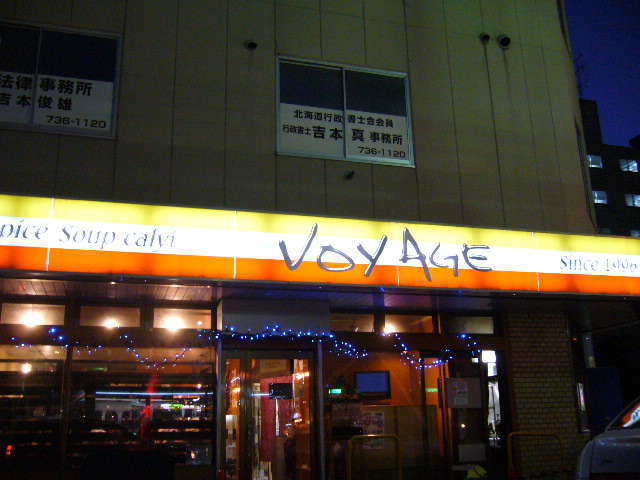 法律事務所
吉本俊雄
736-1120
北海道行政書士会会員
行政書士 吉本 真 事務所
736-1120
pice Soup calyi
VOYAGE
Since 1996